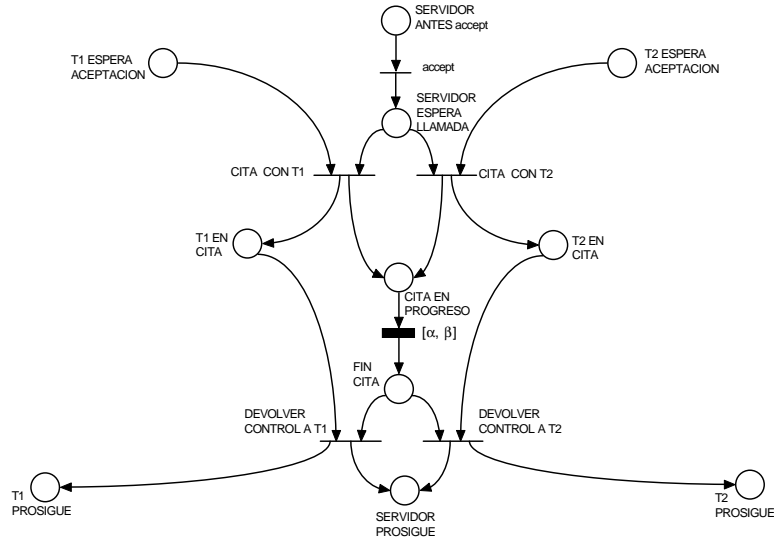 SERVIDOR
ANTES accept
T1 ESPERA
ACEPTACION
T2 ESPERA
ACEPTACION
accept
SERVIDOR
ESPERA
LLAMADA
CITA CON T1
CITA CON T2
T1 EN
CITA
T2 EN
CITA
CITA EN
PROGRESO
[α, β]
FIN
CITA
DEVOLVER
CONTROL A T1
DEVOLVER
CONTROL A T2
T1
PROSIGUE
SERVIDOR
PROSIGUE
T2
PROSIGUE